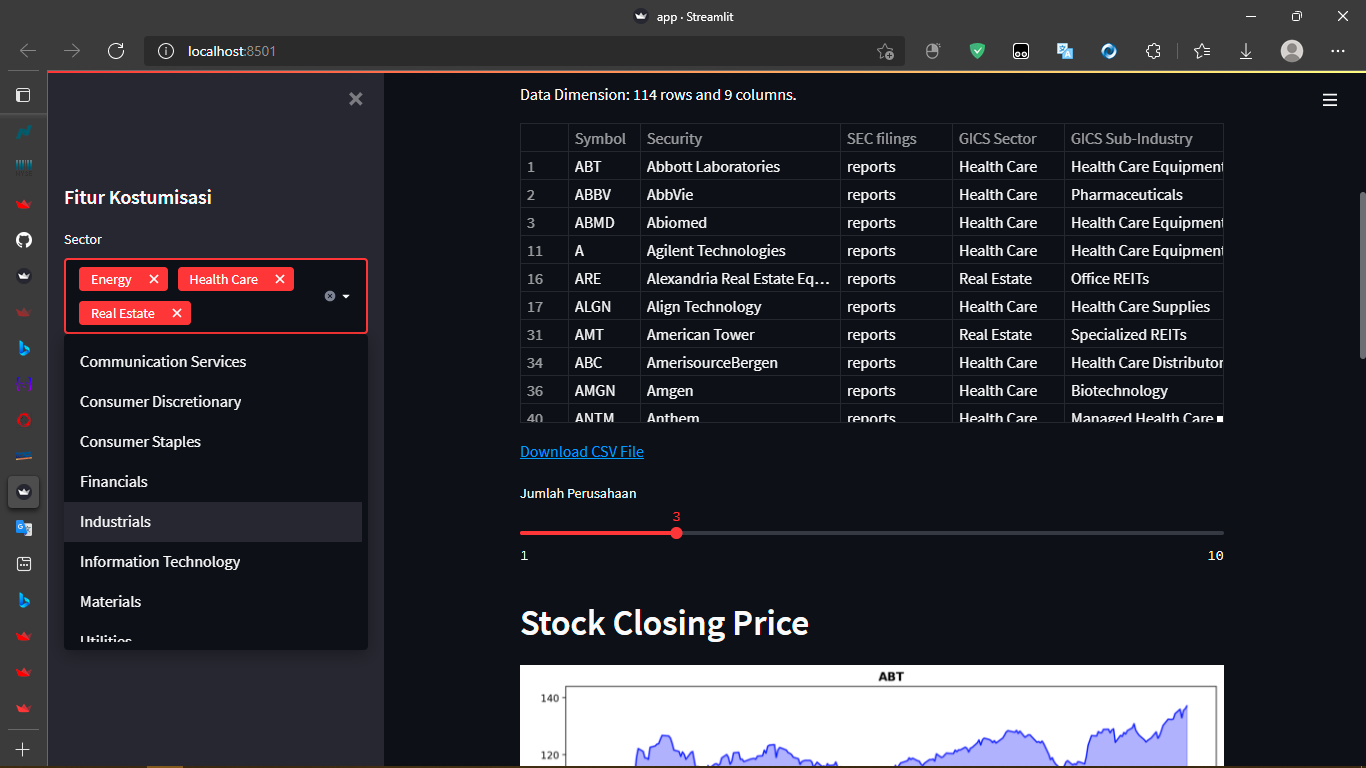 app · Streamlit
localhost:8501
Fitur Kostumisasi
Sector
Energy
Health Care
Real Estate
Communication Services
Consumer Discretionary
Consumer Staples
Financials
Industrials
Information Technology
Materials
Utilities
Data Dimension: 114 rows and 9 columns.
Symbol Security SEC filings GICS Sector GICS Sub-Industry
1 ABT Abbott Laboratories reports Health Care Health Care Equipment
2 ABBV AbbVie reports Health Care Pharmaceuticals
3 ABMD Abiomed reports Health Care Health Care Equipment
11 A Agilent Technologies reports Health Care Health Care Equipment
16 ARE Alexandria Real Estate Eq... reports Real Estate Office REITs
17 ALGN Align Technology reports Health Care Health Care Supplies
31 AMT American Tower reports Real Estate Specialized REITs
34 ABC AmerisourceBergen reports Health Care Health Care Distributor
36 AMGN Amgen reports Health Care Biotechnology
40 ANTM Anthem reports Health Care Managed Health Care
Download CSV File
Jumlah Perusahaan
3
1 10
Stock Closing Price
ABT
140
120